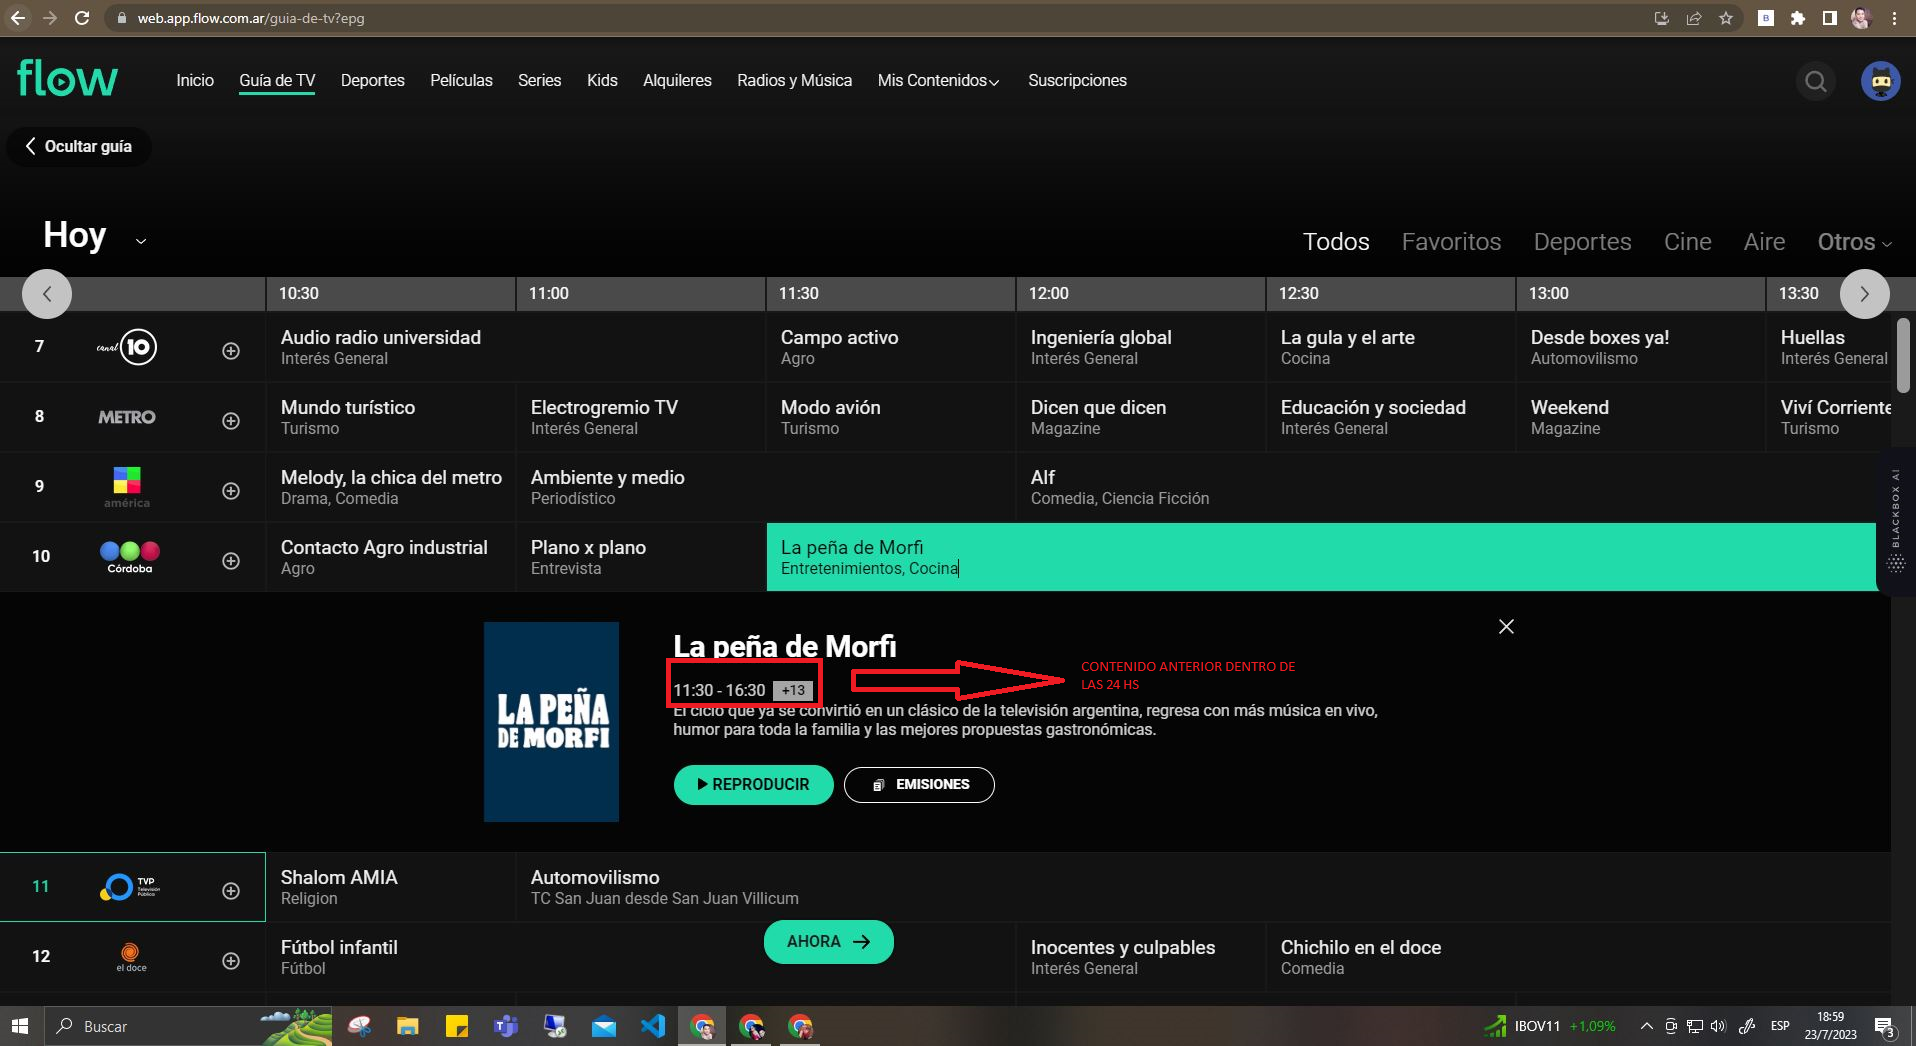 web.app.flow.com.ar/guia-de-tv?epg
B
flow
Inicio
Guía de TV
Deportes
Películas
Series
Kids
Alquileres
Radios y Música
Mis Contenidos
Suscripciones
Ocultar guía
Hoy
Todos
Favoritos
Deportes
Cine
Aire
Otros
10:30
11:00
11:30
12:00
12:30
13:00
13:30
7
canal 10
Audio radio universidad
Interés General
Campo activo
Agro
Ingeniería global
Interés General
La gula y el arte
Cocina
Desde boxes ya!
Automovilismo
Huellas
Interés General
8
METRO
Mundo turístico
Turismo
Electrogremio TV
Interés General
Modo avión
Turismo
Dicen que dicen
Magazine
Educación y sociedad
Interés General
Weekend
Magazine
Viví Corriente
Turismo
9
américa
Melody, la chica del metro
Drama, Comedia
Ambiente y medio
Periodístico
Alf
Comedia, Ciencia Ficción
BLACKBOX AI
10
Córdoba
Contacto Agro industrial
Agro
Plano x plano
Entrevista
La peña de Morfi
Entretenimientos, Cocina
LA PEÑA
DE MORFI
La peña de Morfi
11:30 - 16:30 +13
CONTENIDO ANTERIOR DENTRO DE
LAS 24 HS
El ciclo que ya se convirtió en un clásico de la televisión argentina, regresa con más música en vivo,
humor para toda la familia y las mejores propuestas gastronómicas.
REPRODUCIR
EMISIONES
11
TVP
Televisión
Pública
Shalom AMIA
Religion
Automovilismo
TC San Juan desde San Juan Villicum
AHORA
12
el doce
Fútbol infantil
Fútbol
Inocentes y culpables
Interés General
Chichilo en el doce
Comedia
Buscar
IBOV11 +1,09%
ESP
18:59
23/7/2023
3